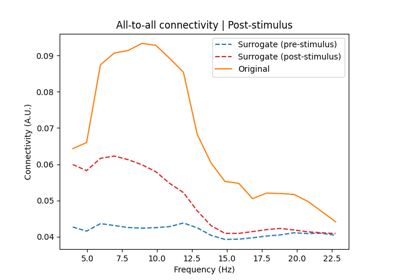 All-to-all connectivity | Post-stimulus
Surrogate (pre-stimulus)
Surrogate (post-stimulus)
Original
Connectivity (A.U.)
0.09
0.08
0.07
0.06
0.05
0.04
5.0 7.5 10.0 12.5 15.0 17.5 20.0 22.5
Frequency (Hz)